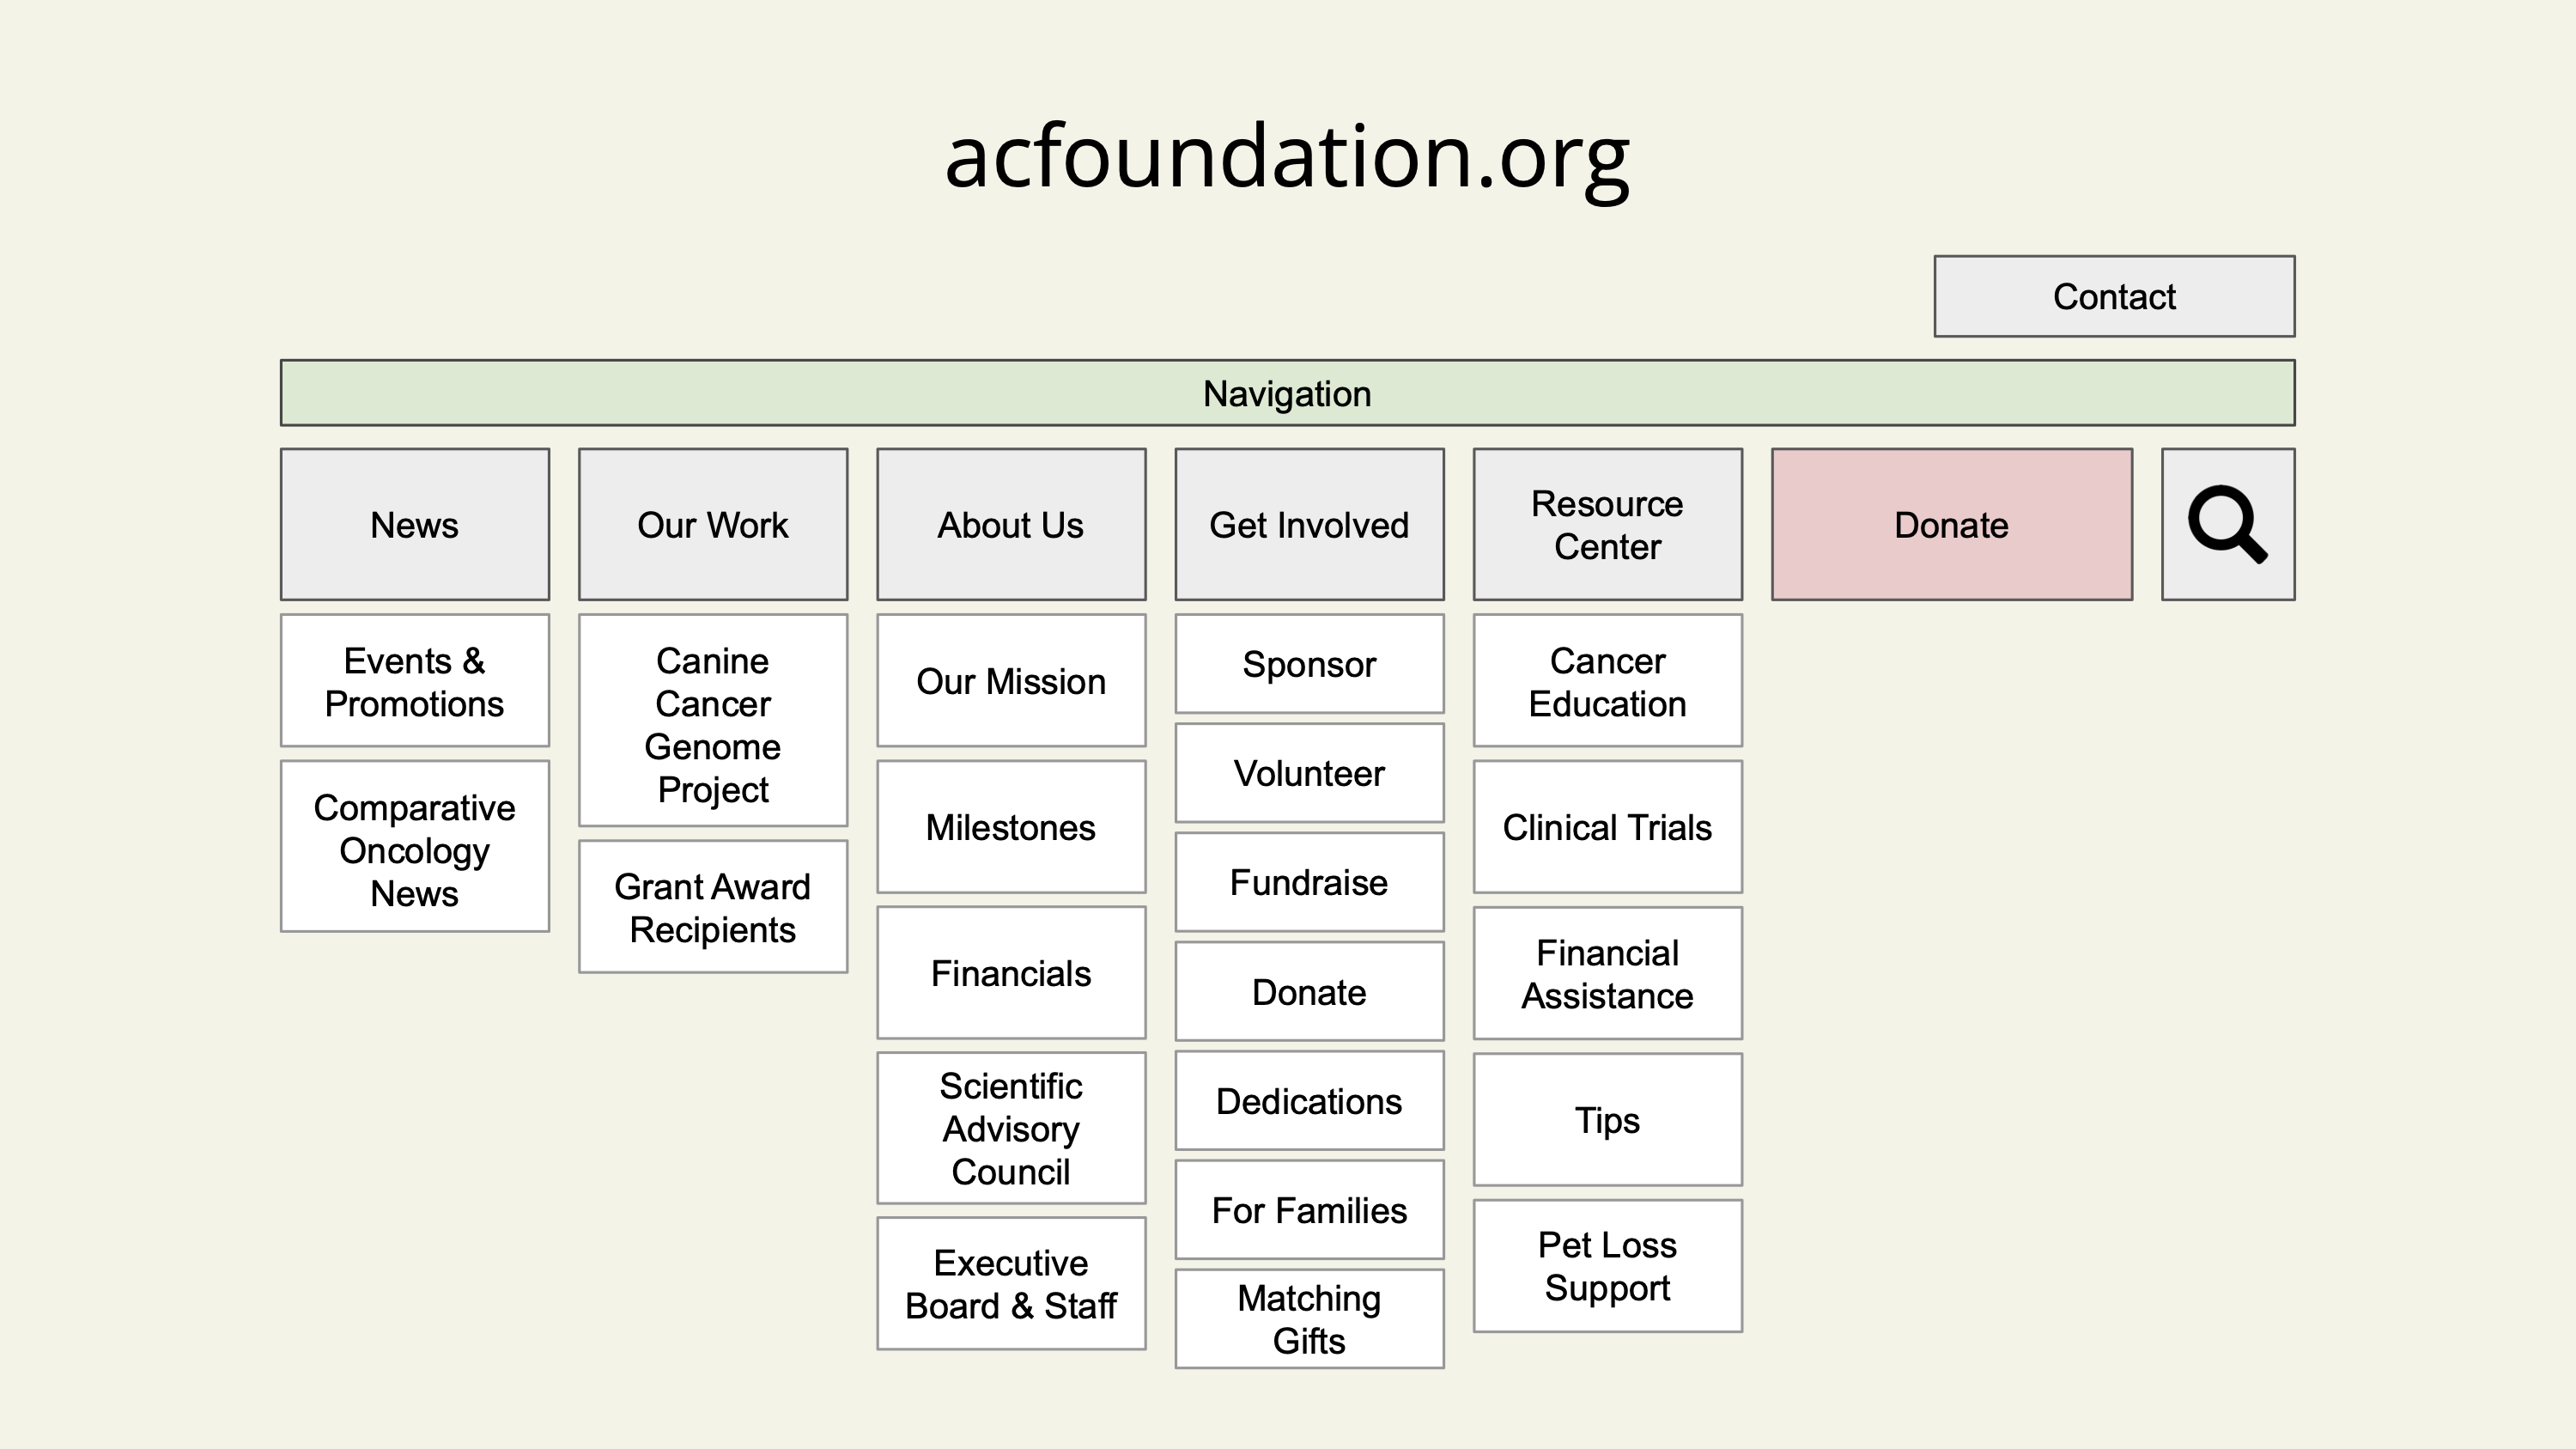 acfoundation.org
Contact
Navigation
News
Our Work
About Us
Get Involved
Resource
Center
Donate
Events &
Promotions
Comparative
Oncology
News
Canine
Cancer
Genome
Project
Grant Award
Recipients
Our Mission
Milestones
Financials
Scientific
Advisory
Council
Executive
Board & Staff
Sponsor
Volunteer
Fundraise
Donate
Dedications
For Families
Matching
Gifts
Cancer
Education
Clinical Trials
Financial
Assistance
Tips
Pet Loss
Support